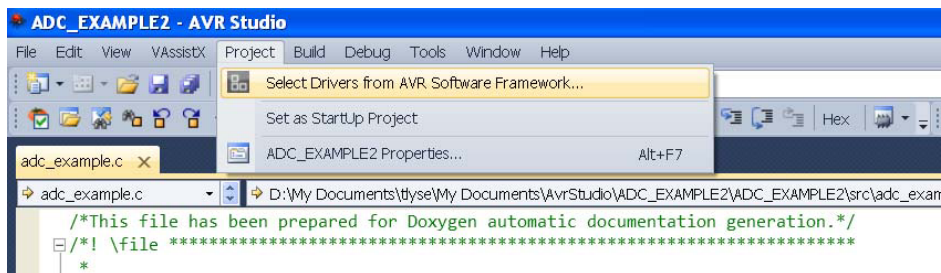 ADC_EXAMPLE2 - AVR Studio
File Edit View VAssistX Project Build Debug Tools Window Help
Select Drivers from AVR Software Framework...
Set as StartUp Project
Hex
ADC_EXAMPLE2 Properties... Alt+F7
adc_example.c
adc_example.c D:\My Documents\tlyse\My Documents\AvrStudio\ADC_EXAMPLE2\ADC_EXAMPLE2\src\adc_exam
/*This file has been prepared for Doxygen automatic documentation generation.*/
/*! \file *********************************************************************
*